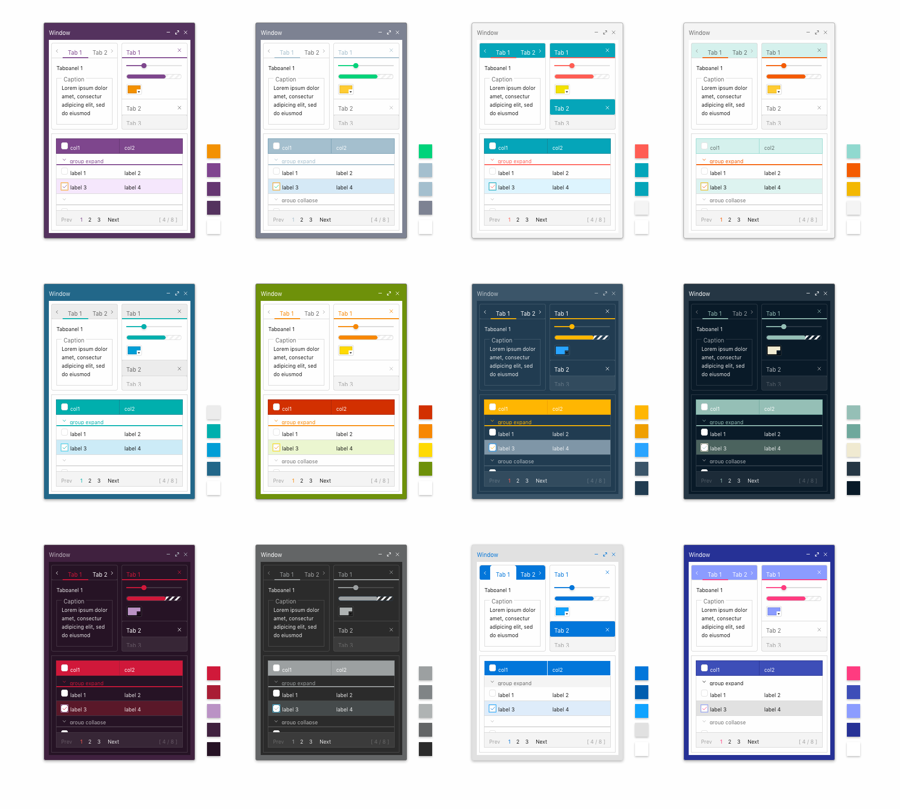 Window
Tab 1 Tab 2
Tabpanel 1
Caption
Lorem ipsum dolor
amet, consectur
adipicing elit, sed
do eiusmod
Tab 1
Tab 2
Tab 3
col1 col2
group expand
label 1 label 2
label 3 label 4
Prev 1 2 3 Next [ 4 / 8 ]
Window
Tab 1 Tab 2
Tabpanel 1
Caption
Lorem ipsum dolor
amet, consectur
adipicing elit, sed
do eiusmod
Tab 1
Tab 2
Tab 3
col1 col2
group expand
label 1 label 2
label 3 label 4
group collapse
Prev 1 2 3 Next [ 4 / 8 ]
Window
Tab 1 Tab 2
Tabpanel 1
Caption
Lorem ipsum dolor
amet, consectur
adipicing elit, sed
do eiusmod
Tab 1
Tab 2
Tab 3
col1 col2
group expand
label 1 label 2
label 3 label 4
group collapse
Prev 1 2 3 Next [ 4 / 8 ]
Window
Tab 1 Tab 2
Tabpanel 1
Caption
Lorem ipsum dolor
amet, consectur
adipicing elit, sed
do eiusmod
Tab 1
Tab 2
Tab 3
col1 col2
group expand
label 1 label 2
label 3 label 4
group collapse
Prev 1 2 3 Next [ 4 / 8 ]
Window
Tab 1 Tab 2
Tabpanel 1
Caption
Lorem ipsum dolor
amet, consectur
adipicing elit, sed
do eiusmod
Tab 1
Tab 2
Tab 3
col1 col2
group expand
label 1 label 2
label 3 label 4
Prev 1 2 3 Next [ 4 / 8 ]
Window
Tab 1 Tab 2
Tabpanel 1
Caption
Lorem ipsum dolor
amet, consectur
adipicing elit, sed
do eiusmod
Tab 1
Tab 2
Tab 3
col1 col2
group expand
label 1 label 2
label 3 label 4
group collapse
Prev 1 2 3 Next [ 4 / 8 ]
Window
Tab 1 Tab 2
Tabpanel 1
Caption
Lorem ipsum dolor
amet, consectur
adipicing elit, sed
do eiusmod
Tab 1
Tab 2
Tab 3
col1 col2
group expand
label 1 label 2
label 3 label 4
group collapse
Prev 1 2 3 Next [ 4 / 8 ]
Window
Tab 1 Tab 2
Tabpanel 1
Caption
Lorem ipsum dolor
amet, consectur
adipicing elit, sed
do eiusmod
Tab 1
Tab 2
Tab 3
col1 col2
group expand
label 1 label 2
label 3 label 4
group collapse
Prev 1 2 3 Next [ 4 / 8 ]
Window
Tab 1 Tab 2
Tabpanel 1
Caption
Lorem ipsum dolor
amet, consectur
adipicing elit, sed
do eiusmod
Tab 1
Tab 2
Tab 3
col1 col2
group expand
label 1 label 2
label 3 label 4
group collapse
Prev 1 2 3 Next [ 4 / 8 ]
Window
Tab 1 Tab 2
Tabpanel 1
Caption
Lorem ipsum dolor
amet, consectur
adipicing elit, sed
do eiusmod
Tab 1
Tab 2
Tab 3
col1 col2
group expand
label 1 label 2
label 3 label 4
group collapse
Prev 1 2 3 Next [ 4 / 8 ]
Window
Tab 1 Tab 2
Tabpanel 1
Caption
Lorem ipsum dolor
amet, consectur
adipicing elit, sed
do eiusmod
Tab 1
Tab 2
Tab 3
col1 col2
group expand
label 1 label 2
label 3 label 4
group collapse
Prev 1 2 3 Next [ 4 / 8 ]
Window
Tab 1 Tab 2
Tabpanel 1
Caption
Lorem ipsum dolor
amet, consectur
adipicing elit, sed
do eiusmod
Tab 1
Tab 2
Tab 3
col1 col2
group expand
label 1 label 2
label 3 label 4
group collapse
Prev 1 2 3 Next [ 4 / 8 ]